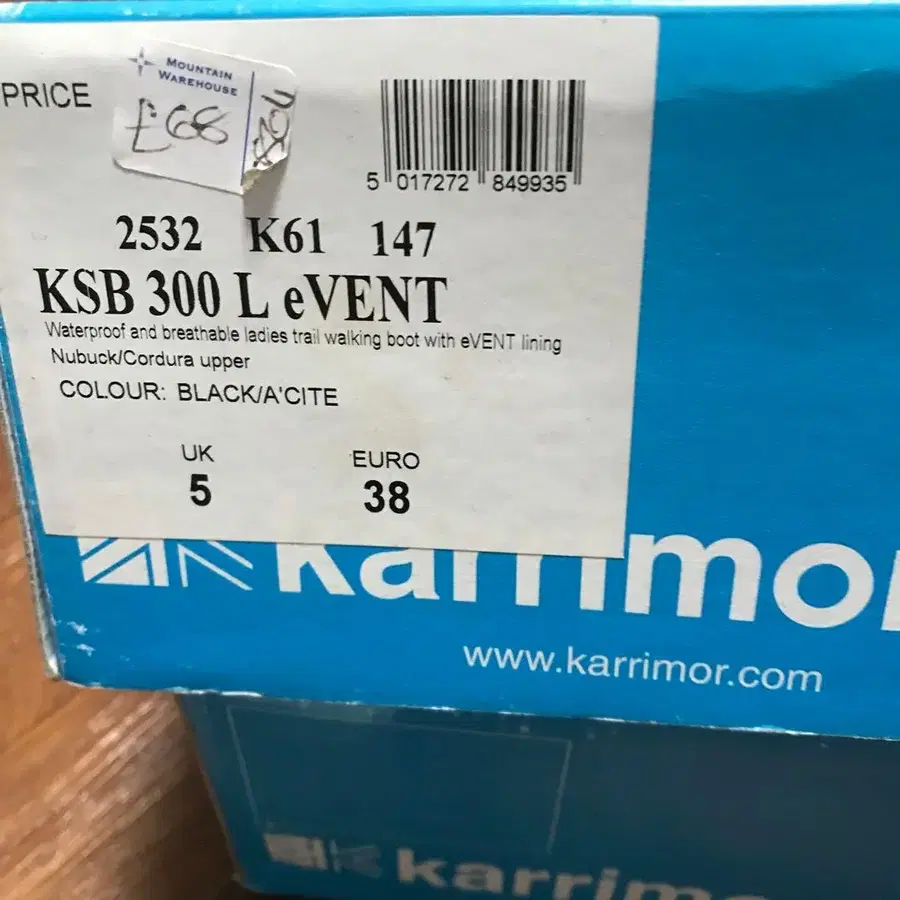 PRICE
MOUNTAIN
WAREHOUSE
£68
5 017272 849935
2532 K61 147
KSB 300 L eVENT
Waterproof and breathable ladies trail walking boot with eVENT lining
Nubuck/Cordura upper
COLOUR: BLACK/A'CITE
UK EURO
5 38
karrimor
www.karrimor.com
karrimor